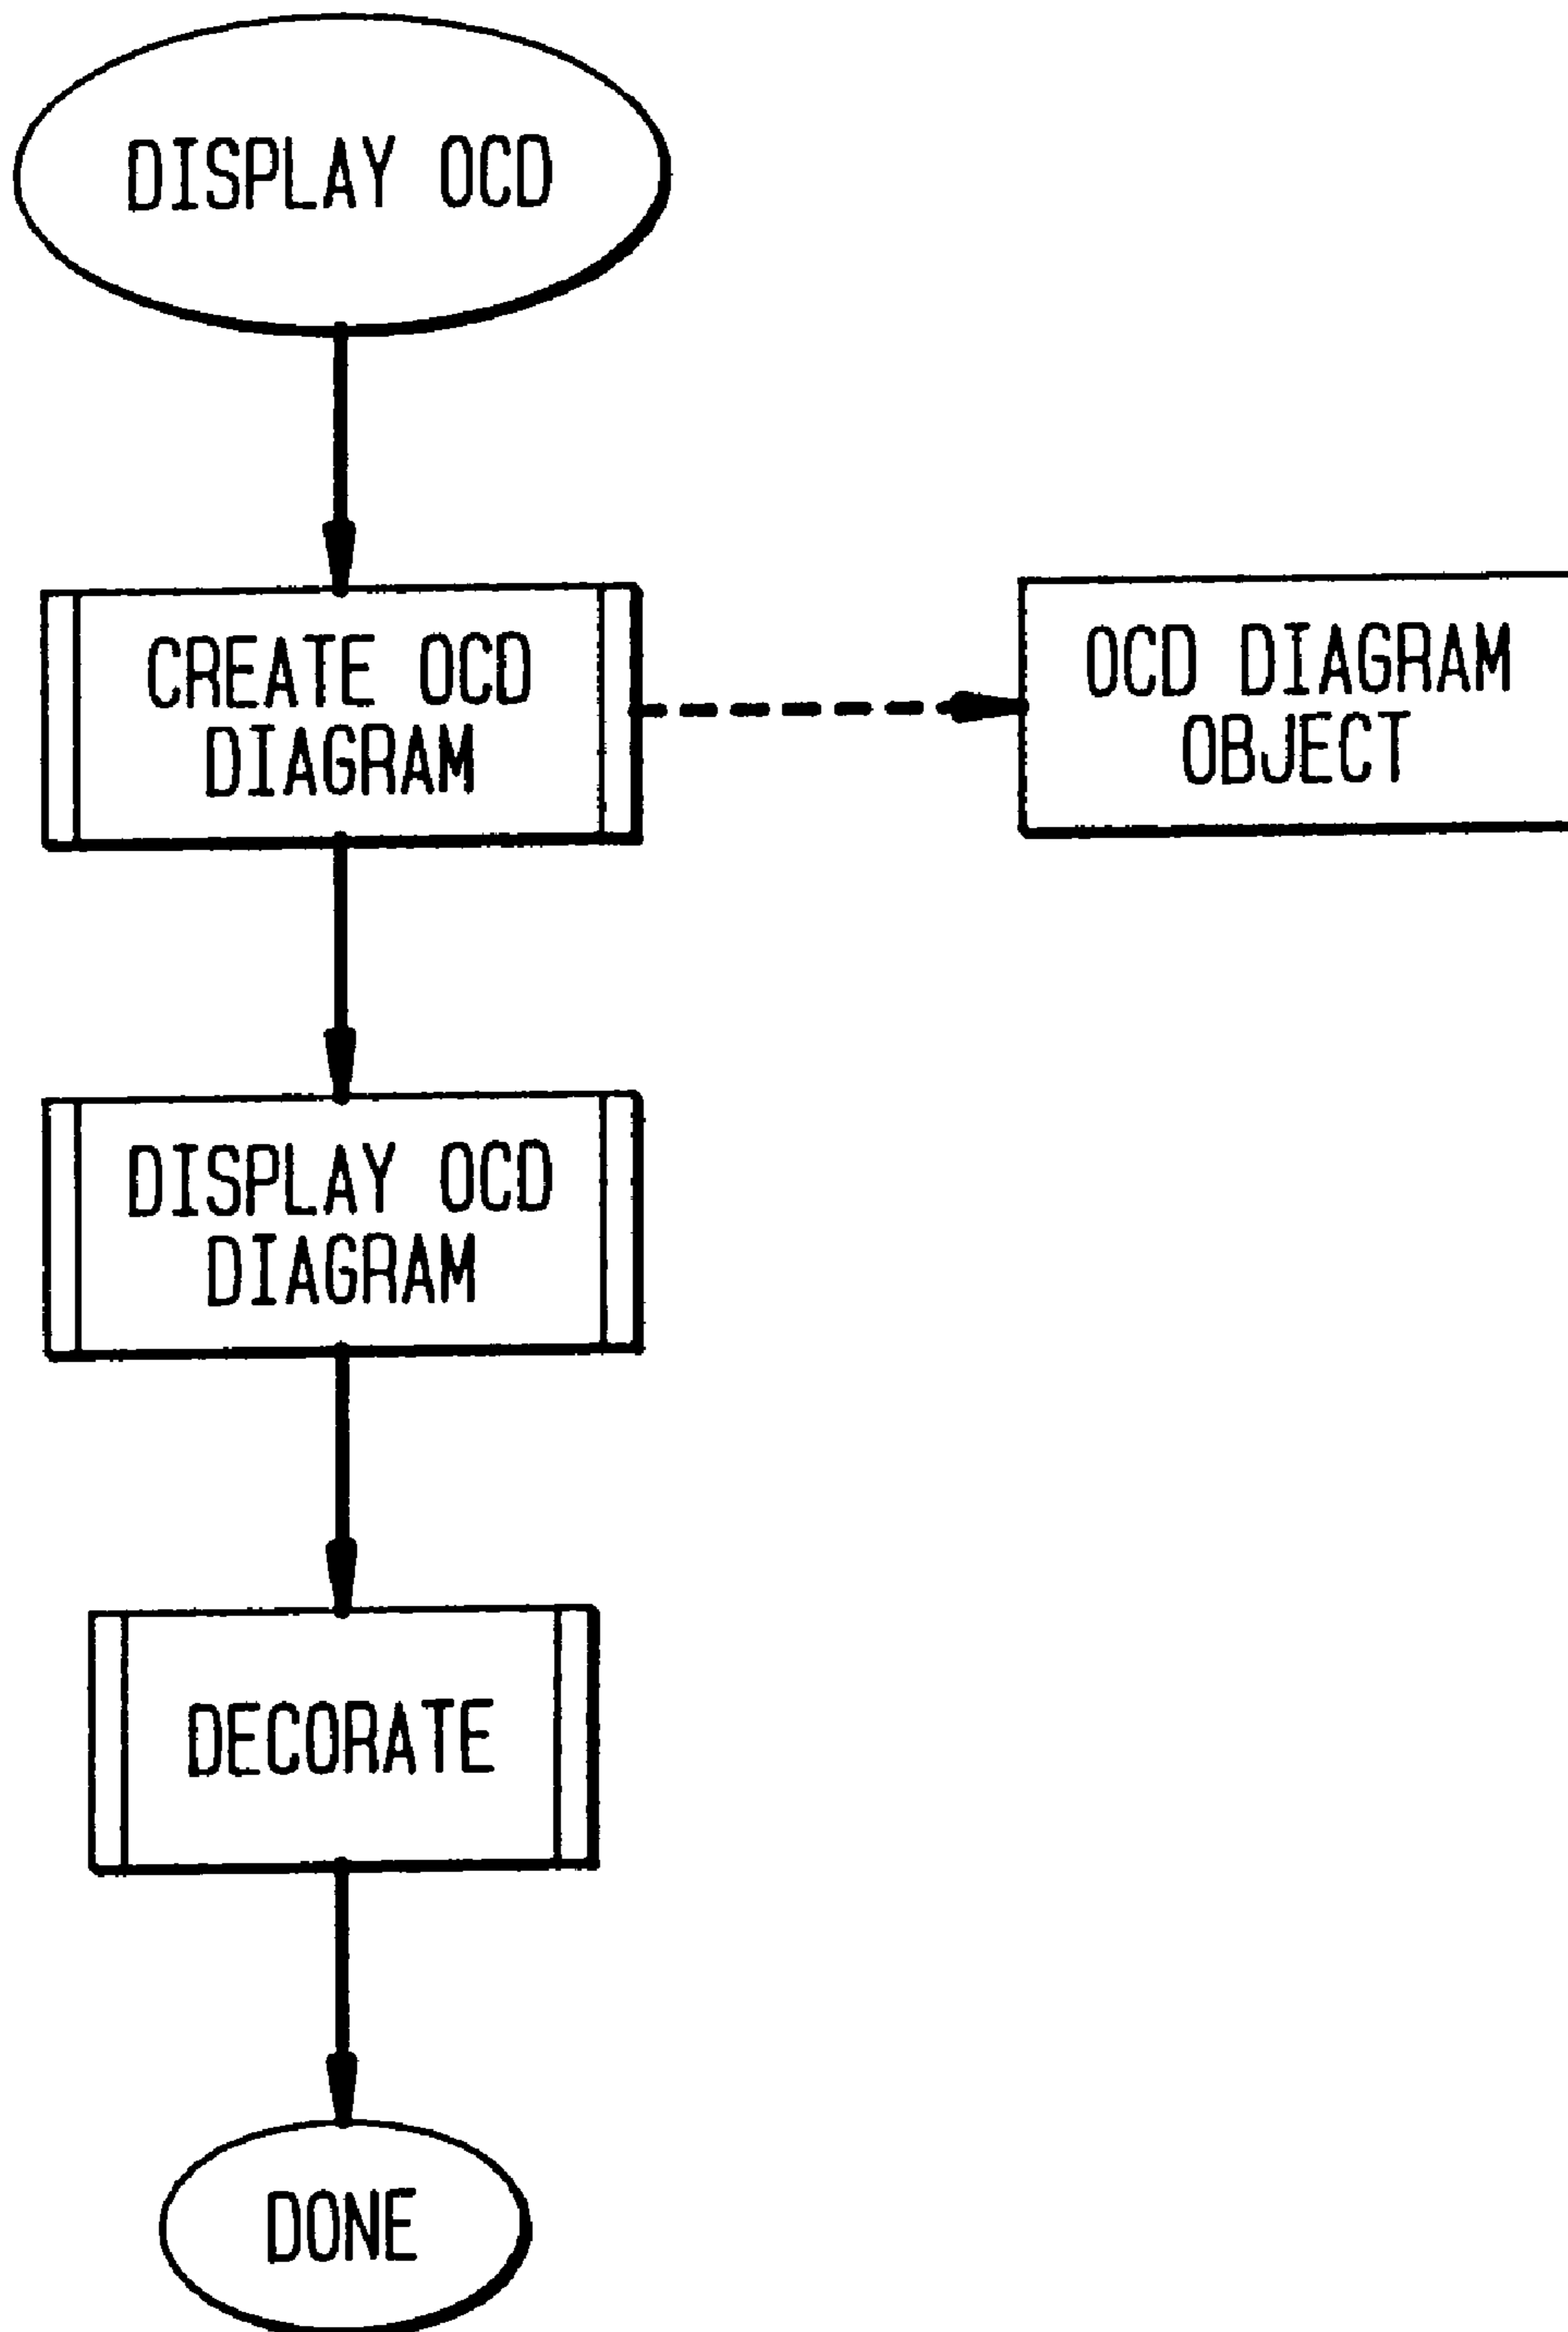 DISPLAY OCD
CREATE OCD
DIAGRAM
OCD DIAGRAM
OBJECT
DISPLAY OCD
DIAGRAM
DECORATE
DONE